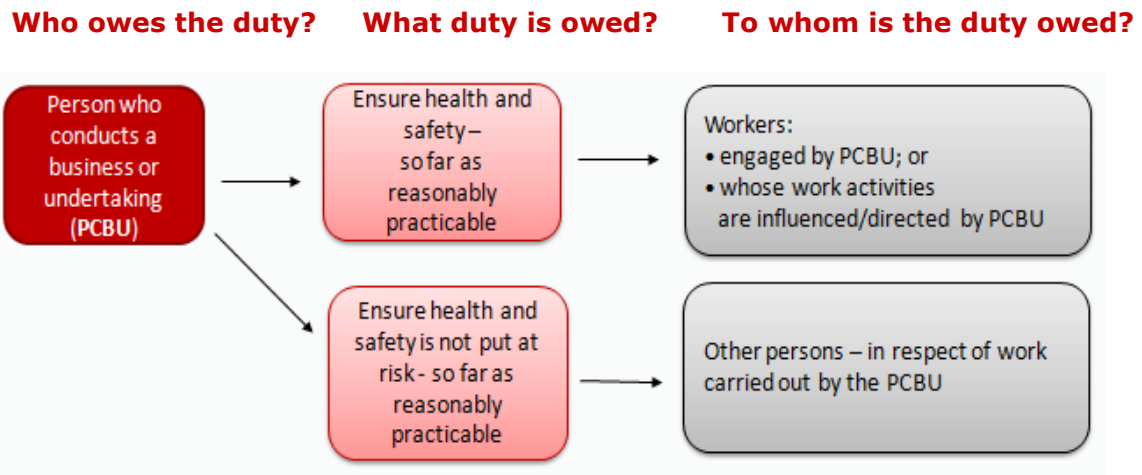 Who owes the duty? What duty is owed? To whom is the duty owed?
Person who
conducts a
business or
undertaking
(PCBU)
Ensure health and
safety –
so far as
reasonably
practicable
Workers:
• engaged by PCBU; or
• whose work activities
are influenced/directed by PCBU
Ensure health and
safety is not put at
risk - so far as
reasonably
practicable
Other persons – in respect of work
carried out by the PCBU